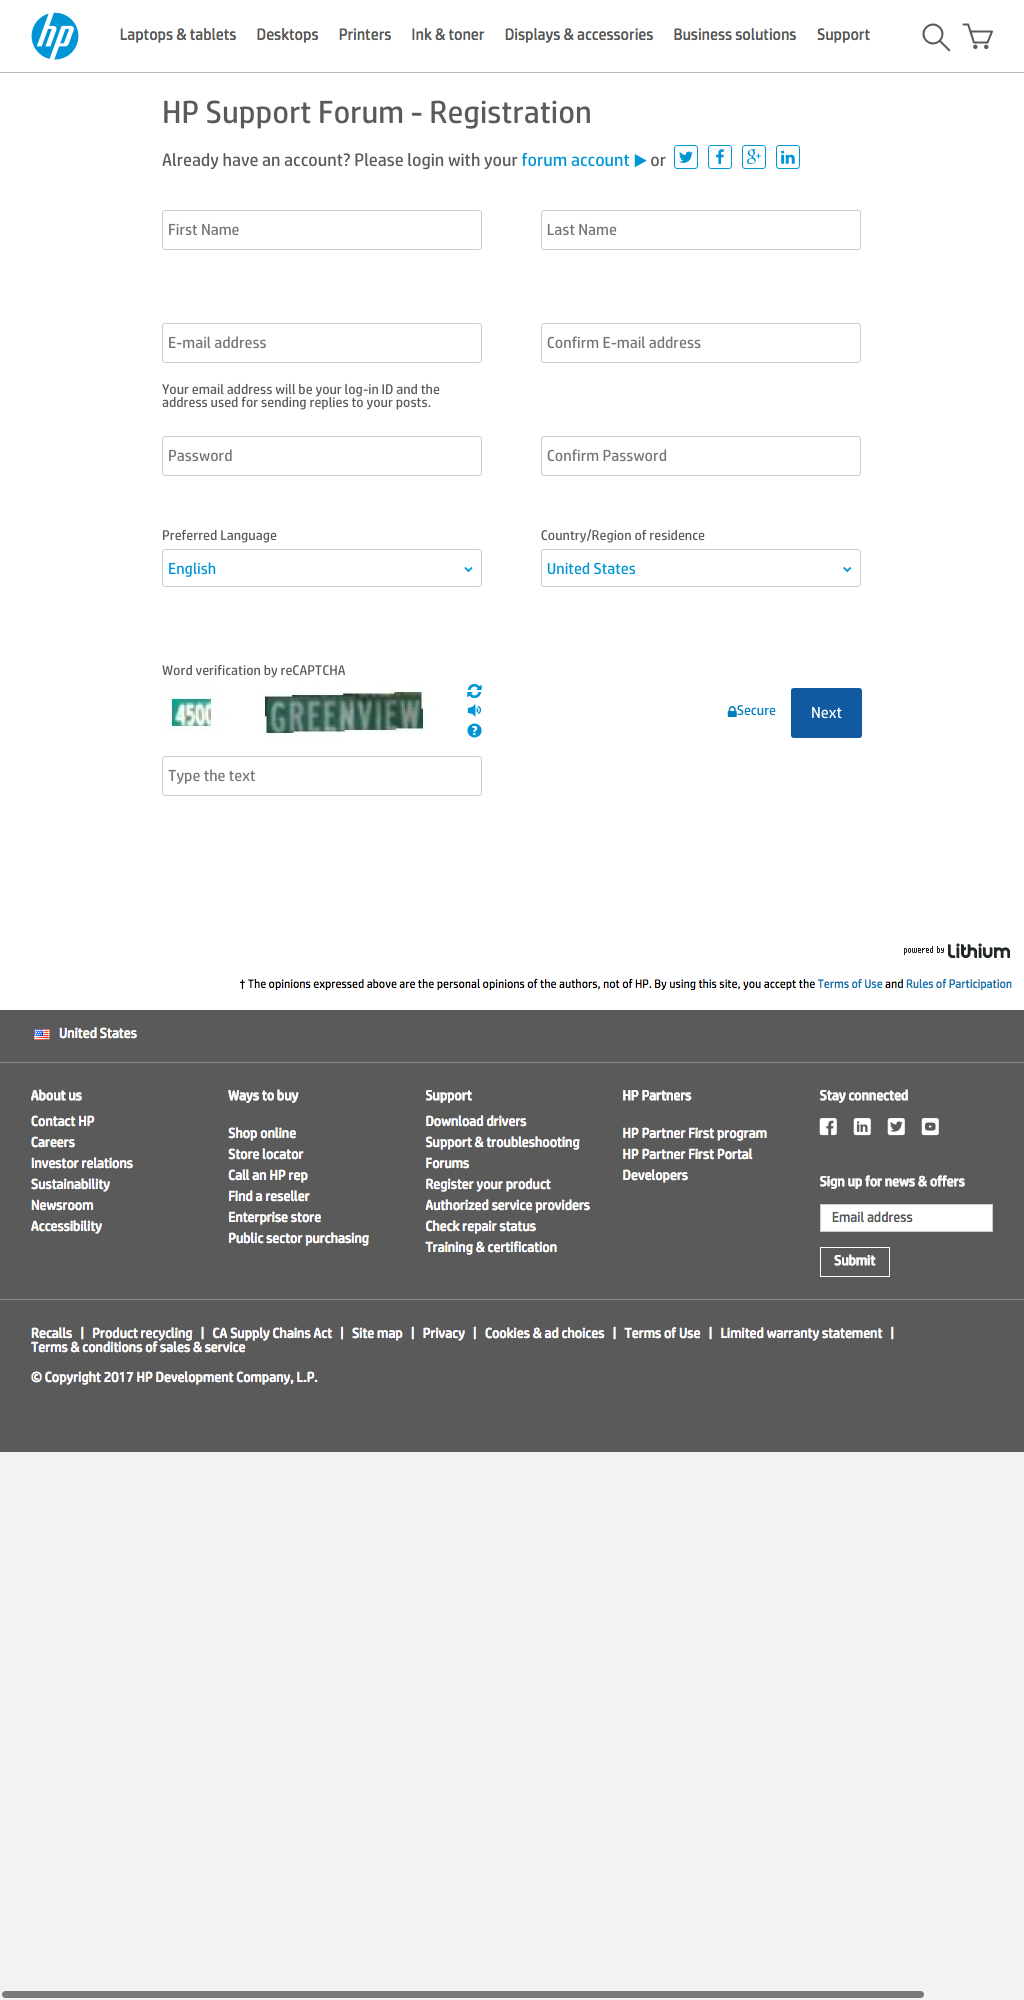 hp
Laptops & tablets Desktops Printers Ink & toner Displays & accessories Business solutions Support
HP Support Forum - Registration
Already have an account? Please login with your forum account ▶ or
First Name
Last Name
E-mail address
Confirm E-mail address
Your email address will be your log-in ID and the
address used for sending replies to your posts.
Password
Confirm Password
Preferred Language
Country/Region of residence
English
United States
Word verification by reCAPTCHA
4500 GREENVIEW
Secure
Next
Type the text
powered by Lithium
† The opinions expressed above are the personal opinions of the authors, not of HP. By using this site, you accept the Terms of Use and Rules of Participation
United States
About us
Contact HP
Careers
Investor relations
Sustainability
Newsroom
Accessibility
Ways to buy
Shop online
Store locator
Call an HP rep
Find a reseller
Enterprise store
Public sector purchasing
Support
Download drivers
Support & troubleshooting
Forums
Register your product
Authorized service providers
Check repair status
Training & certification
HP Partners
HP Partner First program
HP Partner First Portal
Developers
Stay connected
Sign up for news & offers
Email address
Submit
Recalls | Product recycling | CA Supply Chains Act | Site map | Privacy | Cookies & ad choices | Terms of Use | Limited warranty statement |
Terms & conditions of sales & service
© Copyright 2017 HP Development Company, L.P.